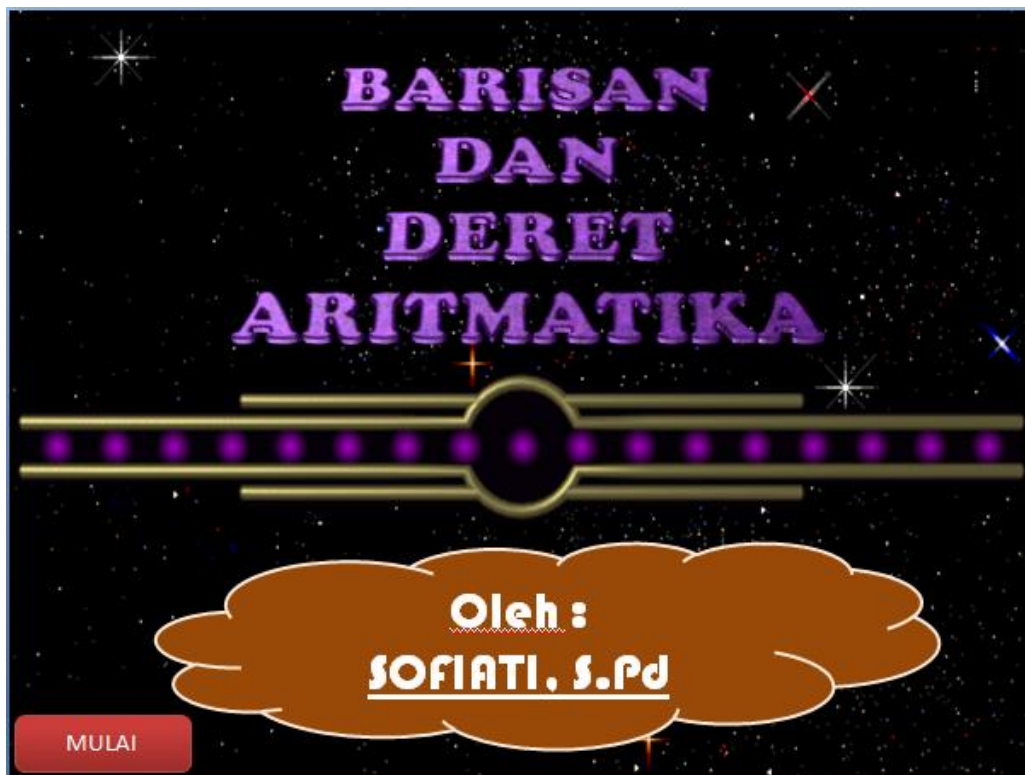 BARISAN
DAN
DERET
ARITMATIKA
Oleh :
SOFIATI, S.Pd
MULAI